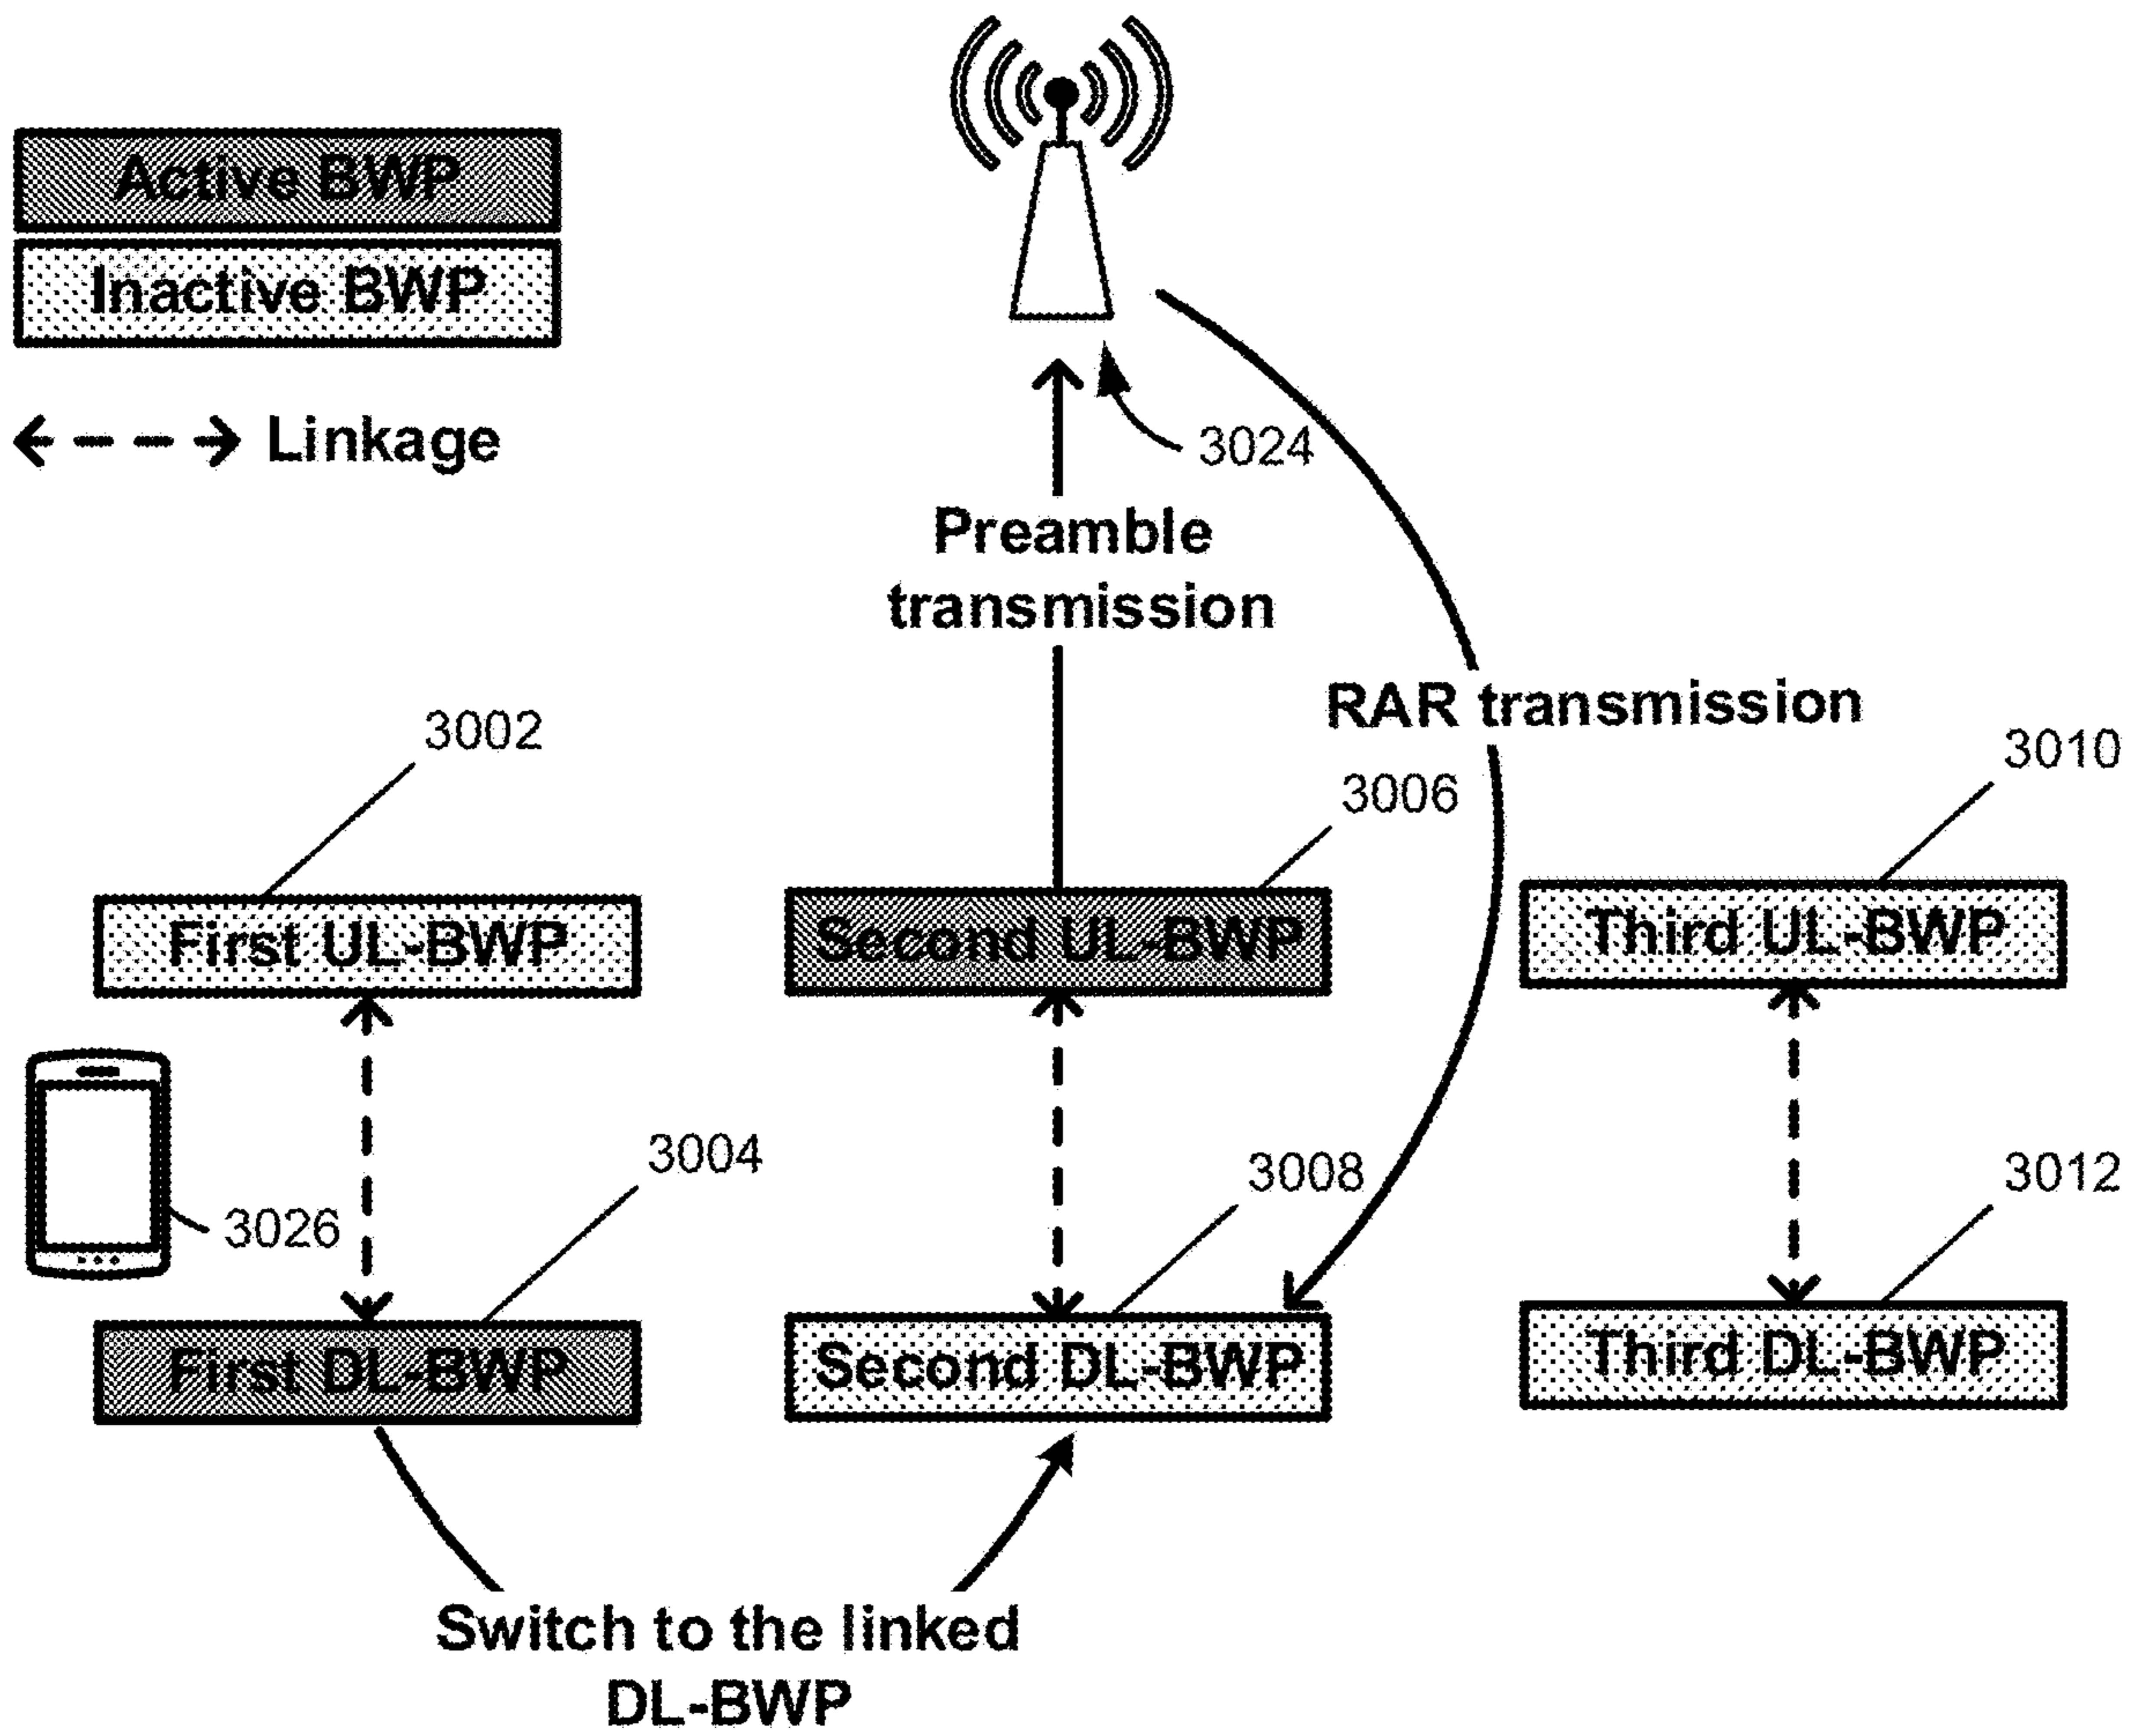 Active BWP
Inactive BWP
Linkage
3024
Preamble
transmission
RAR transmission
3002
3006
3010
First UL-BWP
Second UL-BWP
Third UL-BWP
3026
3004
3008
3012
First DL-BWP
Second DL-BWP
Third DL-BWP
Switch to the linked
DL-BWP